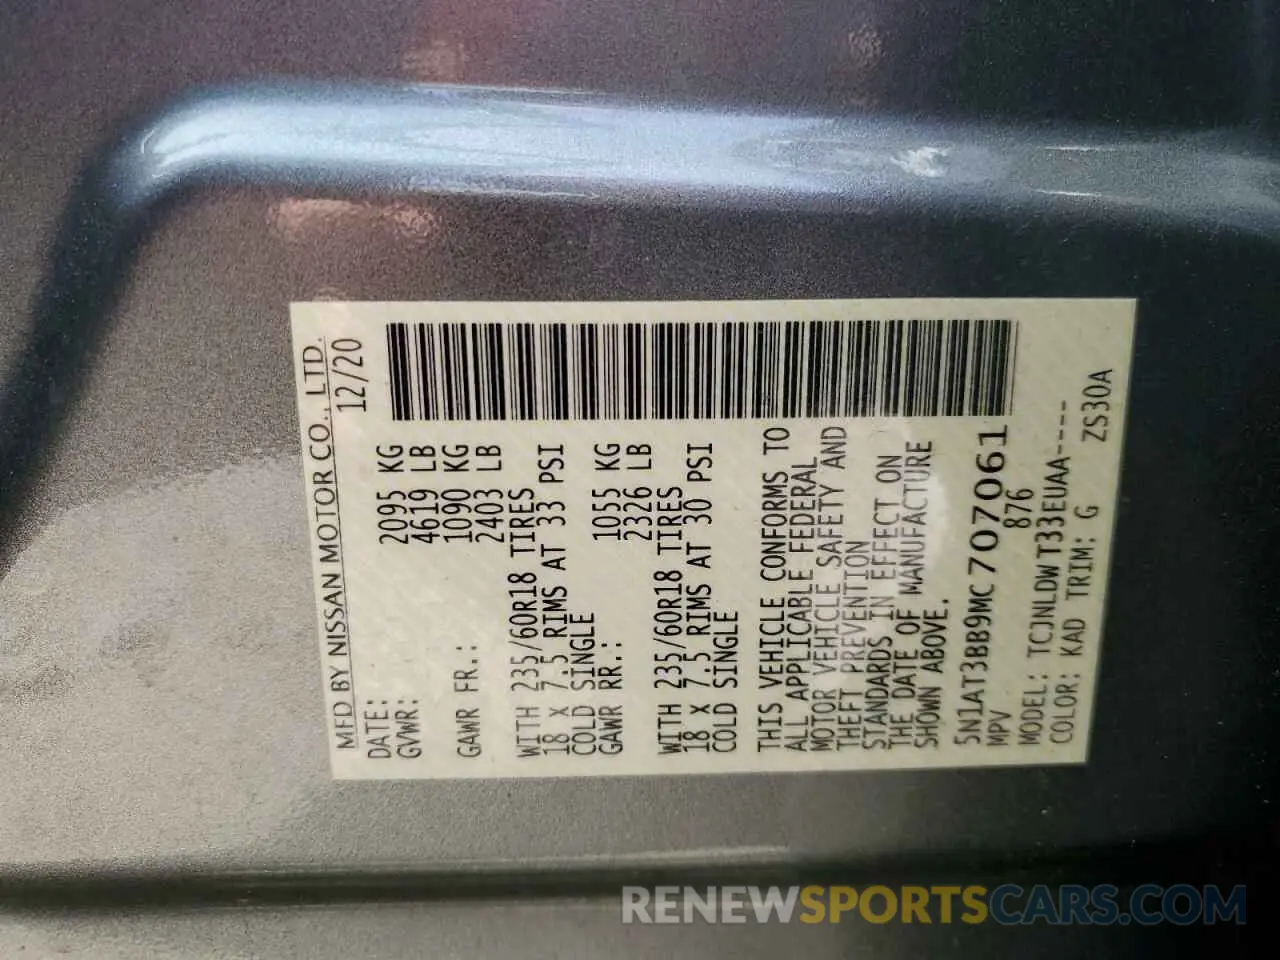 MFD BY NISSAN MOTOR CO., LTD.
DATE: 12/20
GVWR: 2095 KG
4619 LB
GAWR FR.: 1090 KG
2403 LB
WITH 235/60R18 TIRES
18 X 7.5 RIMS AT 33 PSI
COLD SINGLE
GAWR RR.: 1055 KG
2326 LB
WITH 235/60R18 TIRES
18 X 7.5 RIMS AT 30 PSI
COLD SINGLE
THIS VEHICLE CONFORMS TO
ALL APPLICABLE FEDERAL
MOTOR VEHICLE SAFETY AND
THEFT PREVENTION
STANDARDS IN EFFECT ON
THE DATE OF MANUFACTURE
SHOWN ABOVE.
5N1AT3BB9MC707061
MPV 876
MODEL: TCJNLDWT33EUAA----
COLOR: KAD TRIM: G ZS30A
RENEWSPORTSCARS.COM